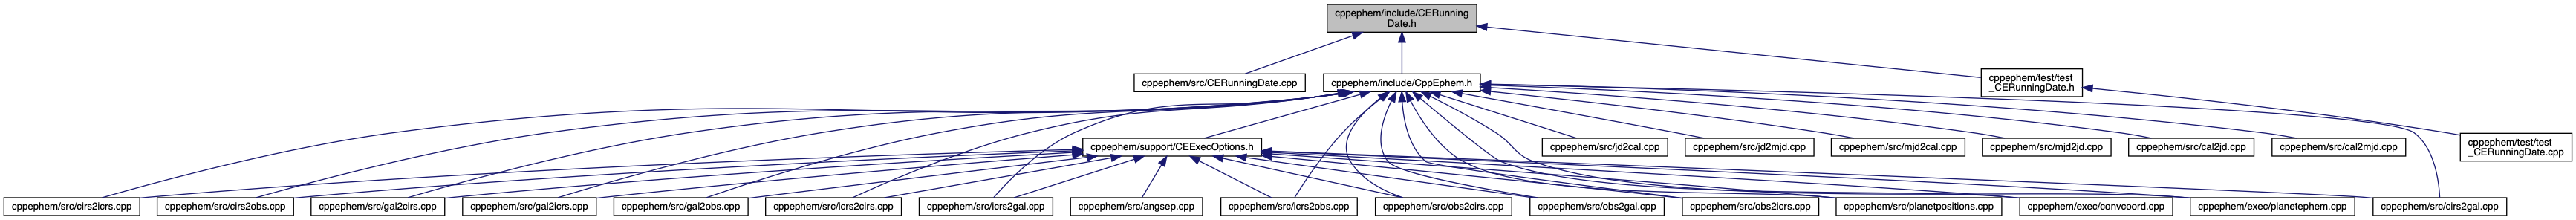 cppephem/include/CERunning
Date.h
cppephem/src/CERunningDate.cpp
cppephem/include/CppEphem.h
cppephem/test/test
_CERunningDate.h
cppephem/support/CEExecOptions.h
cppephem/src/jd2cal.cpp
cppephem/src/jd2mjd.cpp
cppephem/src/mjd2cal.cpp
cppephem/src/mjd2jd.cpp
cppephem/src/cal2jd.cpp
cppephem/src/cal2mjd.cpp
cppephem/test/test
_CERunningDate.cpp
cppephem/src/cirs2icrs.cpp
cppephem/src/cirs2obs.cpp
cppephem/src/gal2cirs.cpp
cppephem/src/gal2icrs.cpp
cppephem/src/gal2obs.cpp
cppephem/src/icrs2cirs.cpp
cppephem/src/icrs2gal.cpp
cppephem/src/angsep.cpp
cppephem/src/icrs2obs.cpp
cppephem/src/obs2cirs.cpp
cppephem/src/obs2gal.cpp
cppephem/src/obs2icrs.cpp
cppephem/src/planetpositions.cpp
cppephem/exec/convcoord.cpp
cppephem/exec/planetephem.cpp
cppephem/src/cirs2gal.cpp